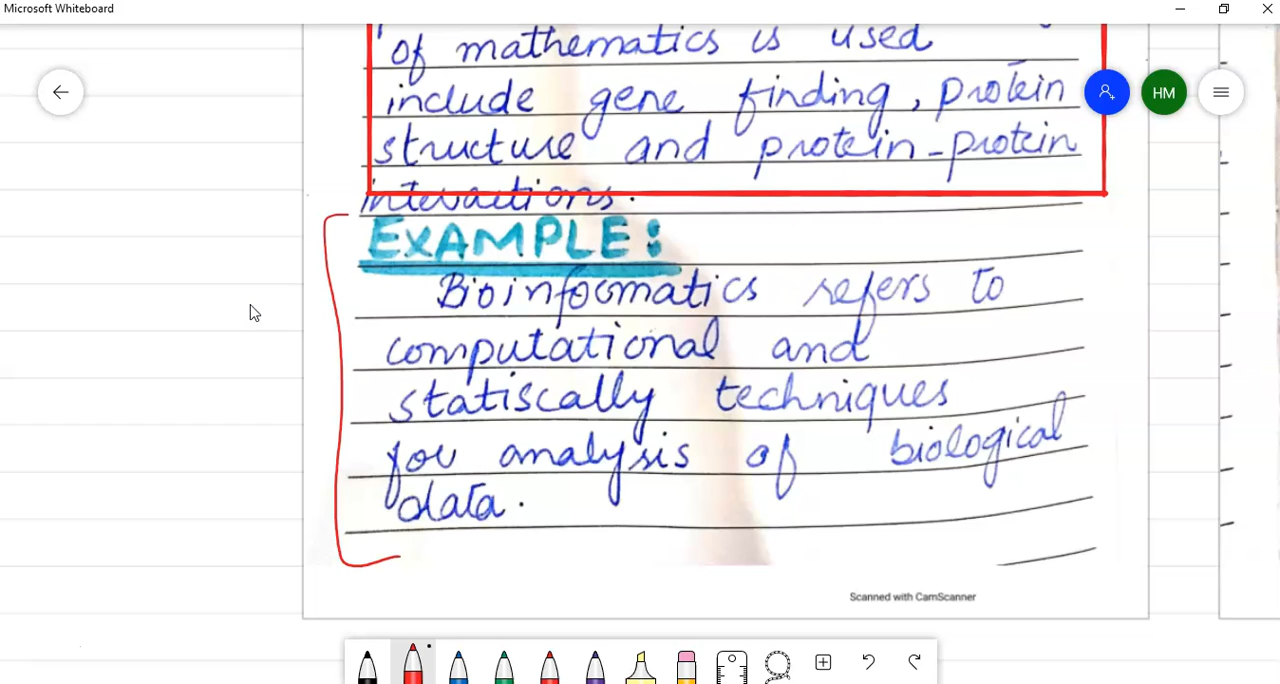 Microsoft Whiteboard
of mathematics is used
include gene finding, protein
structure and protein-protein
interactions.
HM
EXAMPLE:
Bioinformatics refers to
computational and
statiscally techniques
for analysis of biological
data.
Scanned with CamScanner